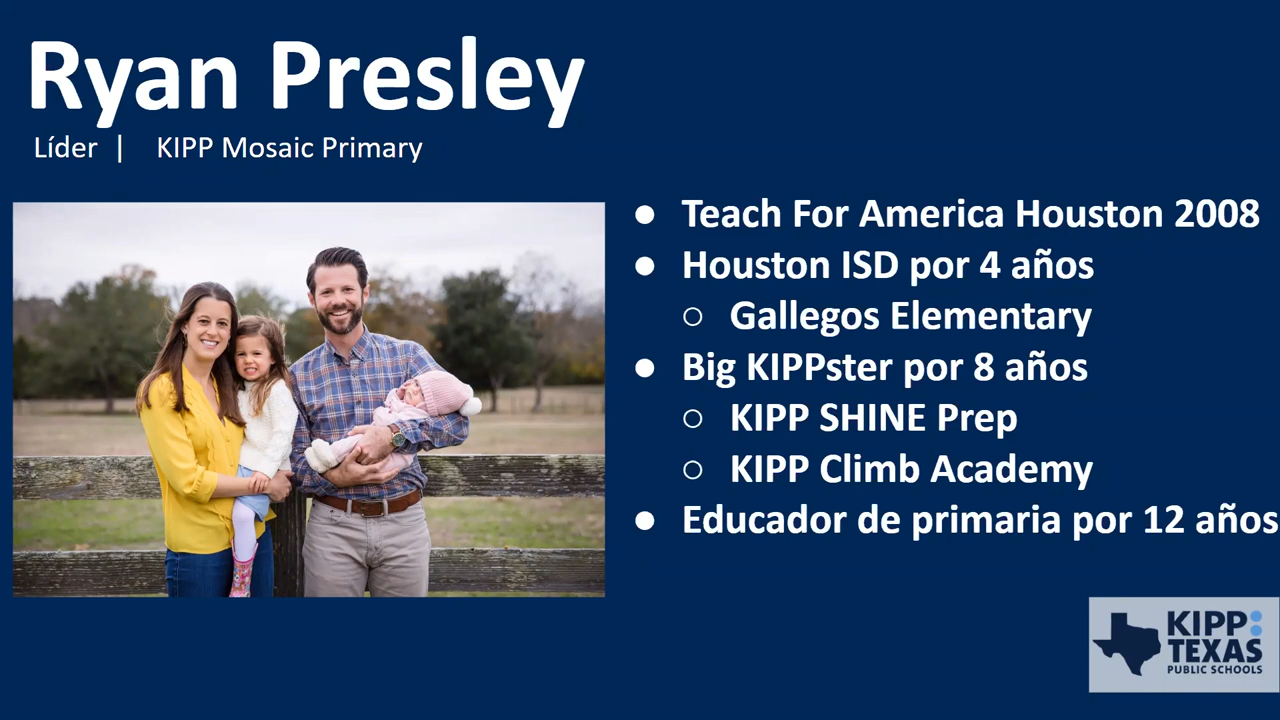 Ryan Presley
Líder | KIPP Mosaic Primary
● Teach For America Houston 2008
● Houston ISD por 4 años
○ Gallegos Elementary
● Big KIPPster por 8 años
○ KIPP SHINE Prep
○ KIPP Climb Academy
● Educador de primaria por 12 años
KIPP:
TEXAS
PUBLIC SCHOOLS